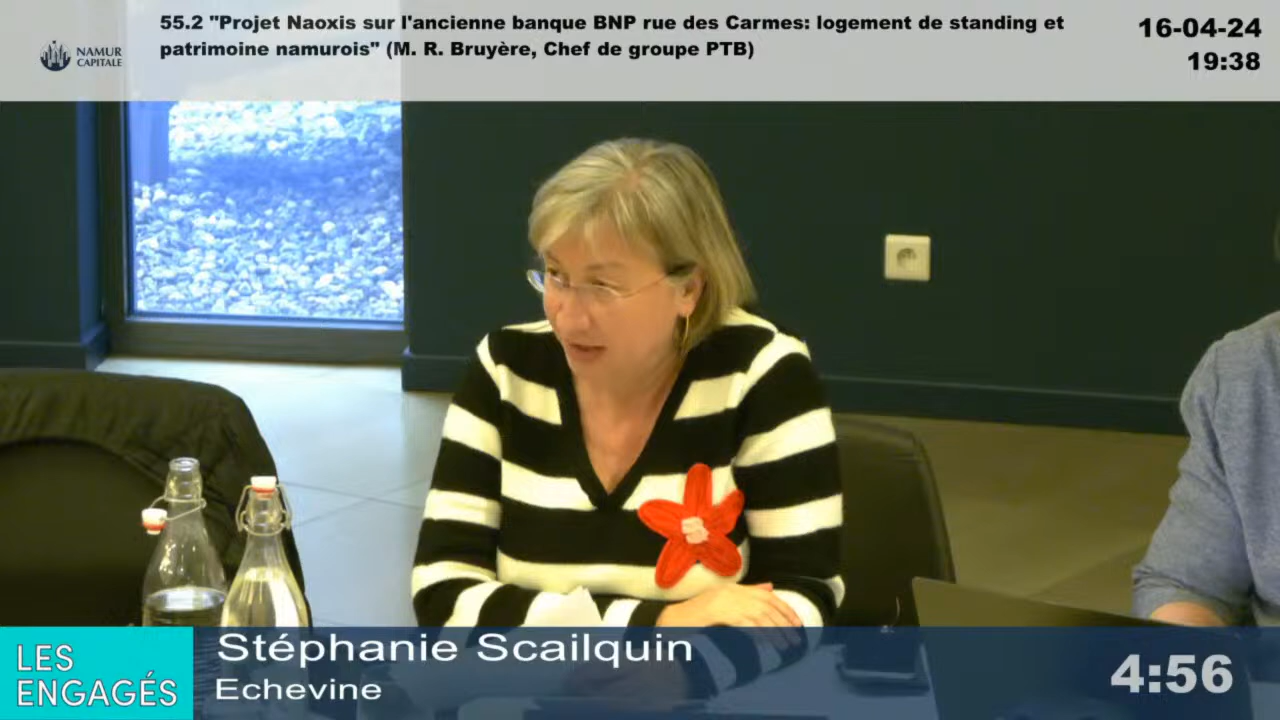 55.2 "Projet Naoxis sur l'ancienne banque BNP rue des Carmes: logement de standing et
patrimoine namurois" (M. R. Bruyère, Chef de groupe PTB)
NAMUR
CAPITALE
16-04-24
19:38
Stéphanie Scailquin
Echevine
LES
ENGAGÉS
4:56